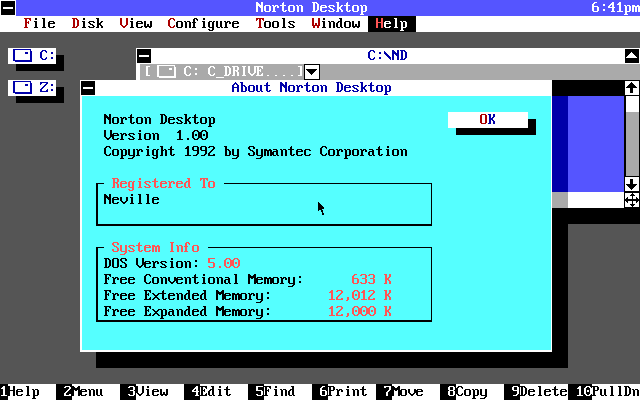 Norton Desktop 6:41pm
File Disk View Configure Tools Window Help
C: C:\ND
[ C: C_DRIVE....]
Z: About Norton Desktop
Norton Desktop OK
Version 1.00
Copyright 1992 by Symantec Corporation
Registered To
Neville
System Info
DOS Version: 5.00
Free Conventional Memory: 633 K
Free Extended Memory: 12,012 K
Free Expanded Memory: 12,000 K
1Help 2Menu 3View 4Edit 5Find 6Print 7Move 8Copy 9Delete 10PullDn